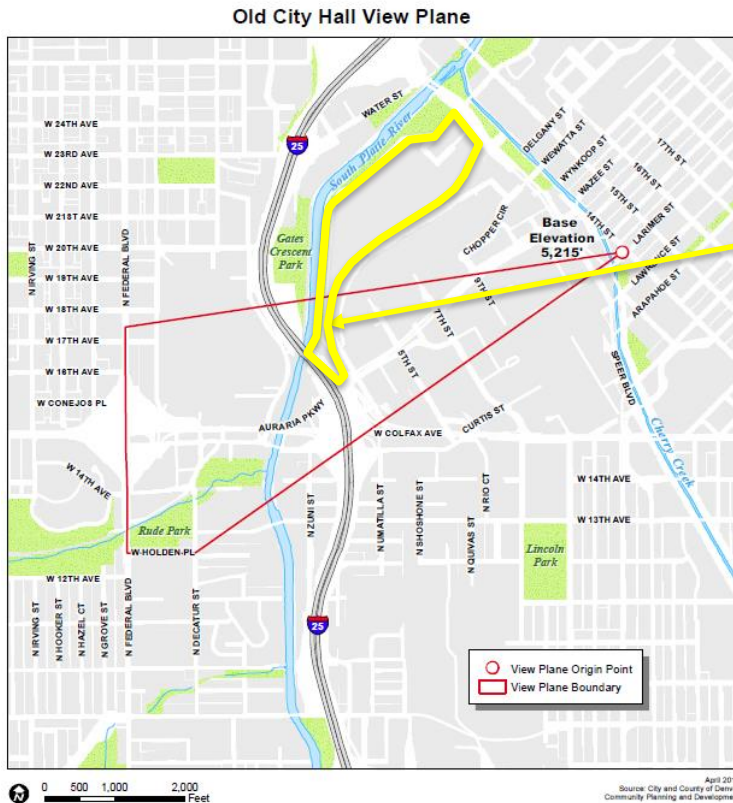 Old City Hall View Plane
W 24TH AVE
W 23RD AVE
W 22ND AVE
W 21ST AVE
W 20TH AVE
W 19TH AVE
W 18TH AVE
W 17TH AVE
W 16TH AVE
W CONEJOS PL
N IRVING ST
N FEDERAL BLVD
25
WATER ST
South Platte River
Gates
Crescent
Park
DELGANY ST
WEWATTA ST
WYNKOOP ST
WAZEE ST
17TH ST
16TH ST
15TH ST
14TH ST
LARIMER ST
LAWRENCE ST
ARAPAHOE ST
CHOPPER CIR
Base
Elevation
5,215'
9TH ST
7TH ST
5TH ST
SPEER BLVD
Cherry Creek
AURARIA PKWY
W COLFAX AVE
CURTIS ST
W 14TH AVE
Rude Park
W HOLDEN PL
W 12TH AVE
N IRVING ST
N HOOKER ST
N HAZEL CT
N GROVE ST
N FEDERAL BLVD
N DECATUR ST
N ZUNI ST
N UMATILLA ST
N SHOSHONE ST
N QUIVAS ST
N RIO CT
W 14TH AVE
W 13TH AVE
Lincoln
Park
25
View Plane Origin Point
View Plane Boundary
N
0 500 1,000 2,000
Feet
April 201
Source: City and County of Denv
Community Planning and Developme